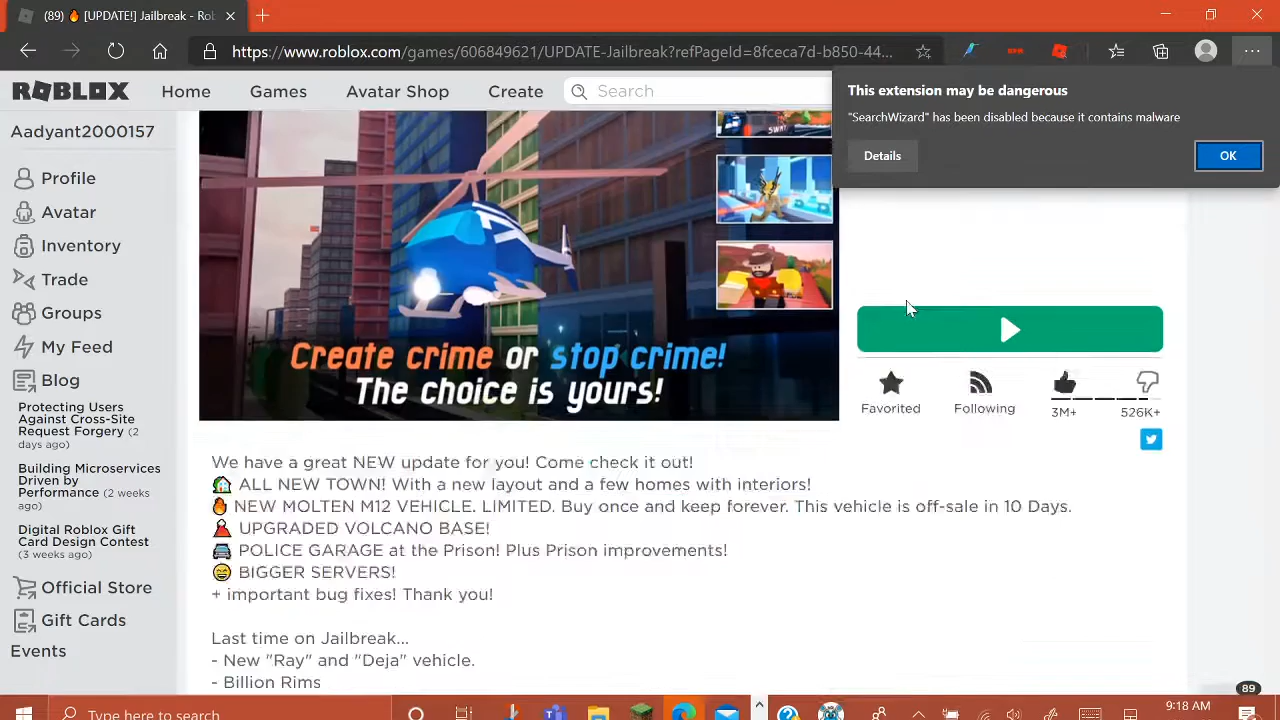 (89) 🔥 [UPDATE!] Jailbreak - Rob
https://www.roblox.com/games/606849621/UPDATE-Jailbreak?refPageId=8fceca7d-b850-44...
ROBLOX Home Games Avatar Shop Create Search
This extension may be dangerous
"SearchWizard" has been disabled because it contains malware
Details OK
Aadyant2000157
Profile
Avatar
Inventory
Trade
Groups
My Feed
Blog
Protecting Users
Against Cross-Site
Request Forgery (2
days ago)
Building Microservices
Driven by
Performance (2 weeks
ago)
Digital Roblox Gift
Card Design Contest
(3 weeks ago)
Official Store
Gift Cards
Events
Create crime or stop crime!
The choice is yours!
Favorited Following 3M+ 526K+
We have a great NEW update for you! Come check it out!
🏠 ALL NEW TOWN! With a new layout and a few homes with interiors!
🔥 NEW MOLTEN M12 VEHICLE. LIMITED. Buy once and keep forever. This vehicle is off-sale in 10 Days.
🌋 UPGRADED VOLCANO BASE!
🚔 POLICE GARAGE at the Prison! Plus Prison improvements!
😄 BIGGER SERVERS!
+ important bug fixes! Thank you!
Last time on Jailbreak...
- New "Ray" and "Deja" vehicle.
- Billion Rims
89
Type here to search
9:18 AM